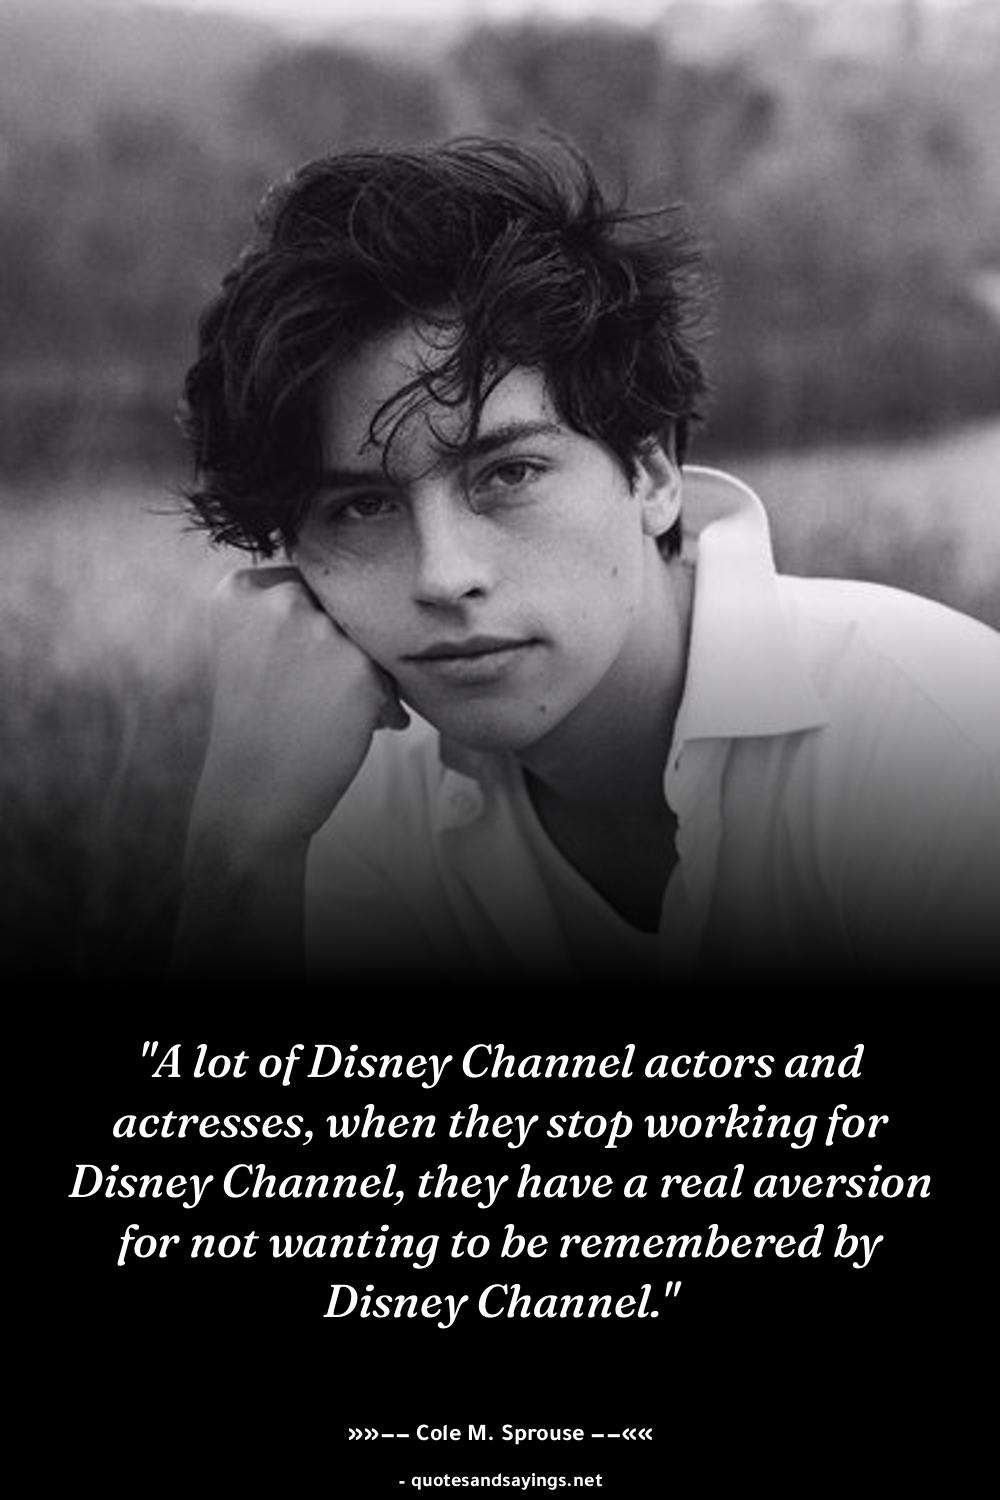 "A lot of Disney Channel actors and
actresses, when they stop working for
Disney Channel, they have a real aversion
for not wanting to be remembered by
Disney Channel."
»»−− Cole M. Sprouse −−««
- quotesandsayings.net